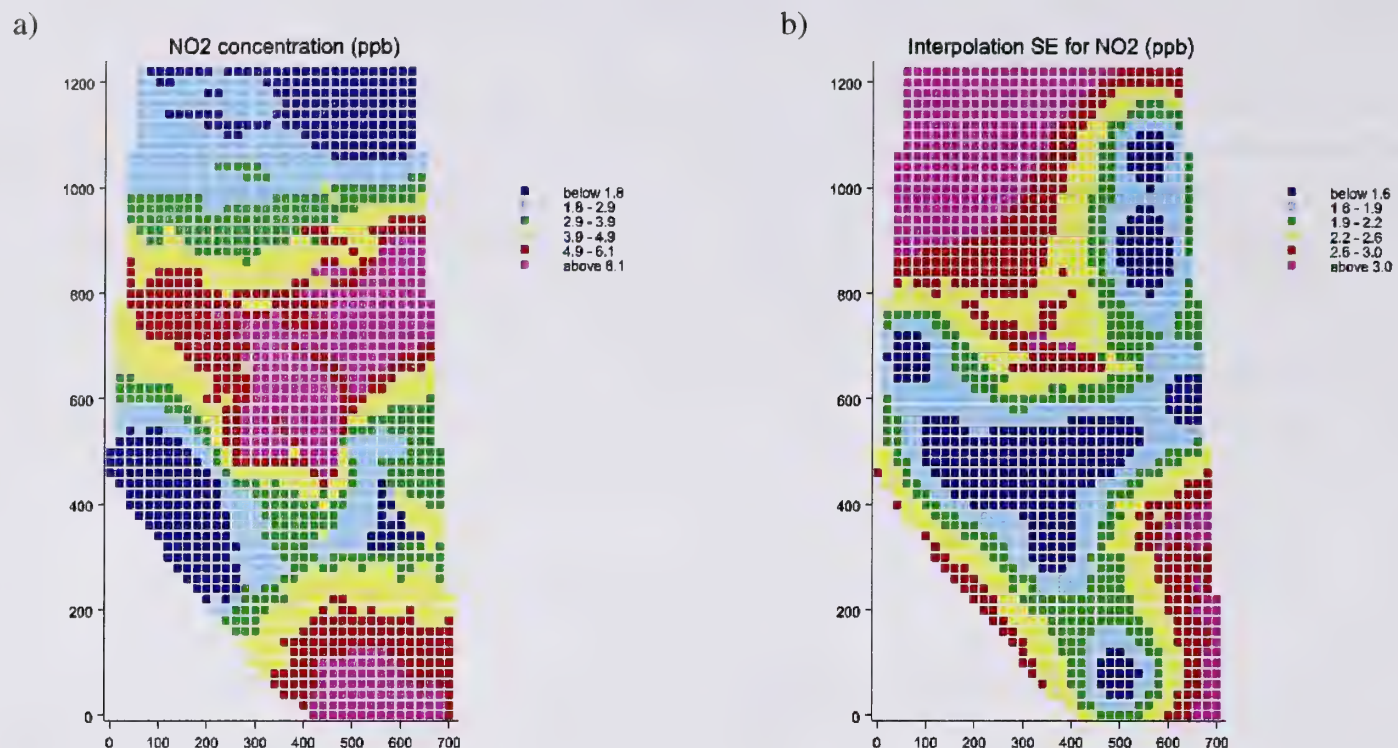 a)
NO2 concentration (ppb)
1200
1000
800
600
400
200
0
0 100 200 300 400 500 600 700
below 1.8
1.8 - 2.9
2.9 - 3.9
3.9 - 4.9
4.9 - 6.1
above 6.1
b)
Interpolation SE for NO2 (ppb)
1200
1000
800
600
400
200
0
0 100 200 300 400 500 600 700
below 1.6
1.6 - 1.9
1.9 - 2.2
2.2 - 2.6
2.6 - 3.0
above 3.0